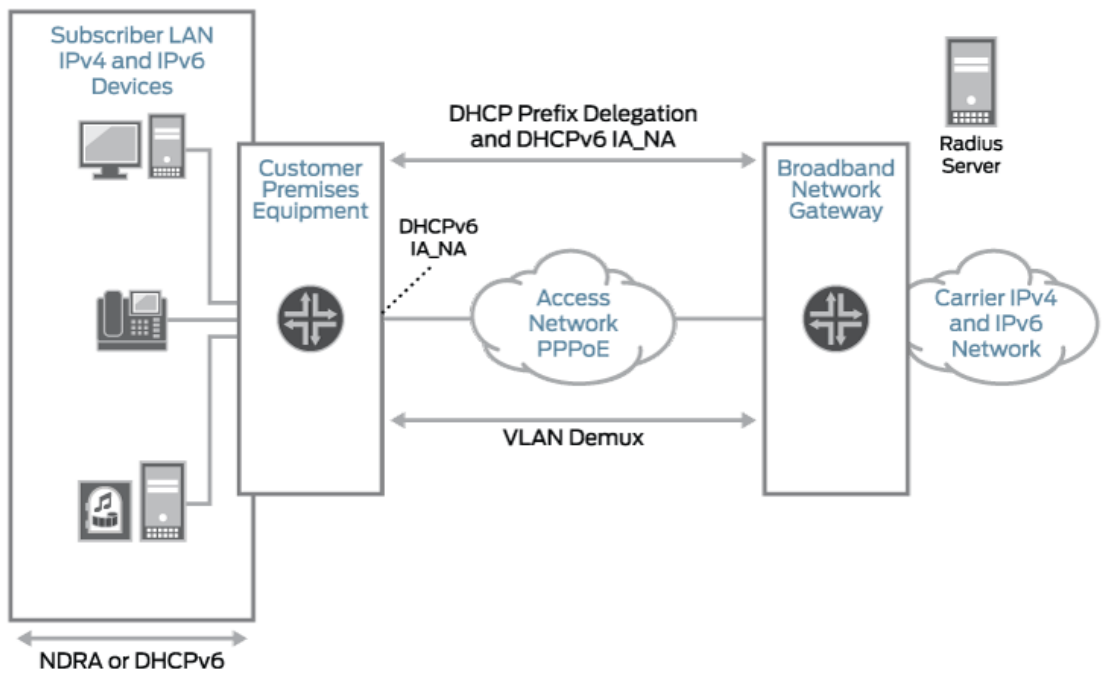 Subscriber LAN
IPv4 and IPv6
Devices
DHCP Prefix Delegation
and DHCPv6 IA_NA
Radius
Server
Customer
Premises
Equipment
Broadband
Network
Gateway
DHCPv6
IA_NA
Access
Network
PPPoE
Carrier IPv4
and IPv6
Network
VLAN Demux
NDRA or DHCPv6